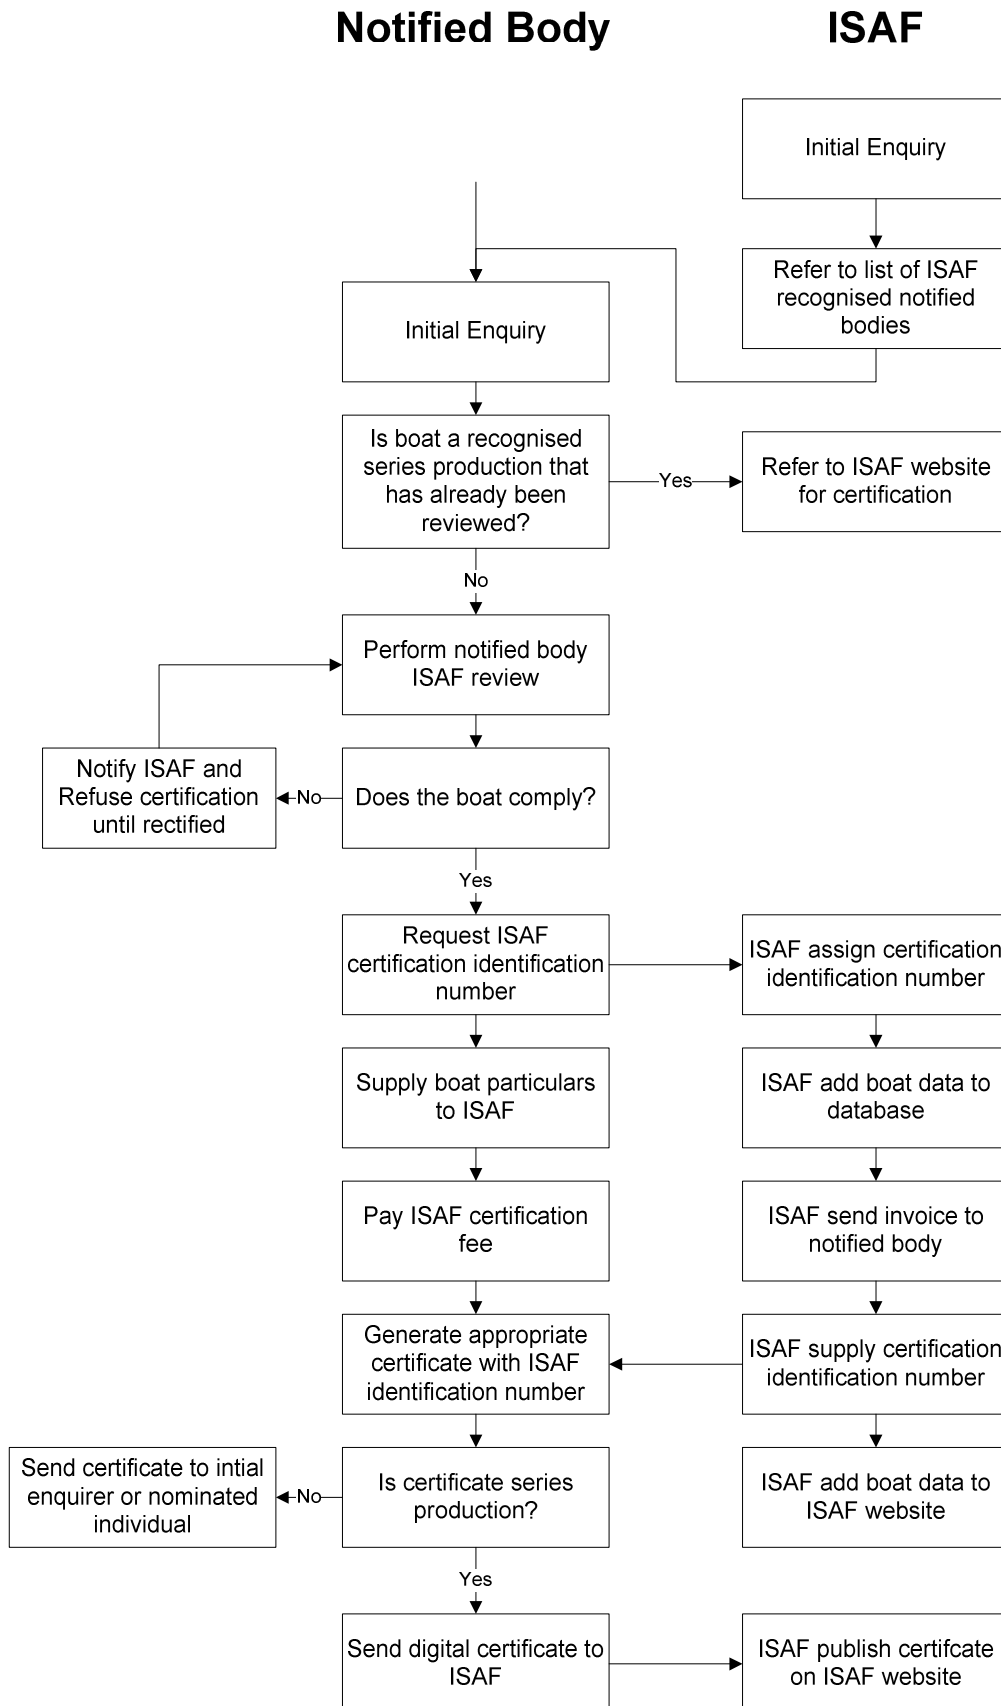 Notified Body
ISAF
Initial Enquiry
Refer to list of ISAF
recognised notified
bodies
Initial Enquiry
Is boat a recognised
series production that
has already been
reviewed?
Yes
Refer to ISAF website
for certification
No
Perform notified body
ISAF review
Notify ISAF and
Refuse certification
until rectified
No
Does the boat comply?
Yes
Request ISAF
certification identification
number
ISAF assign certification
identification number
Supply boat particulars
to ISAF
ISAF add boat data to
database
Pay ISAF certification
fee
ISAF send invoice to
notified body
Generate appropriate
certificate with ISAF
identification number
ISAF supply certification
identification number
Send certificate to intial
enquirer or nominated
individual
No
Is certificate series
production?
ISAF add boat data to
ISAF website
Yes
Send digital certificate to
ISAF
ISAF publish certifcate
on ISAF website